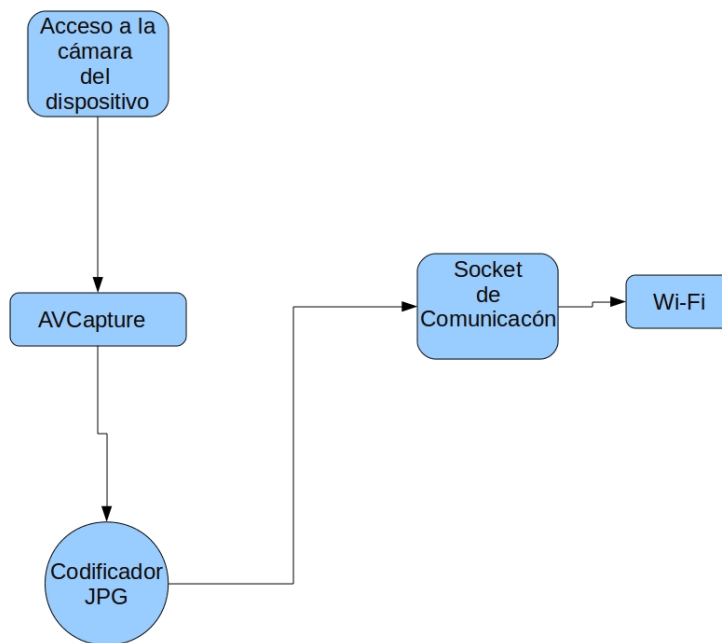 Acceso a la
cámara
del
dispositivo
AVCapture
Codificador
JPG
Socket
de
Comunicacón
Wi-Fi